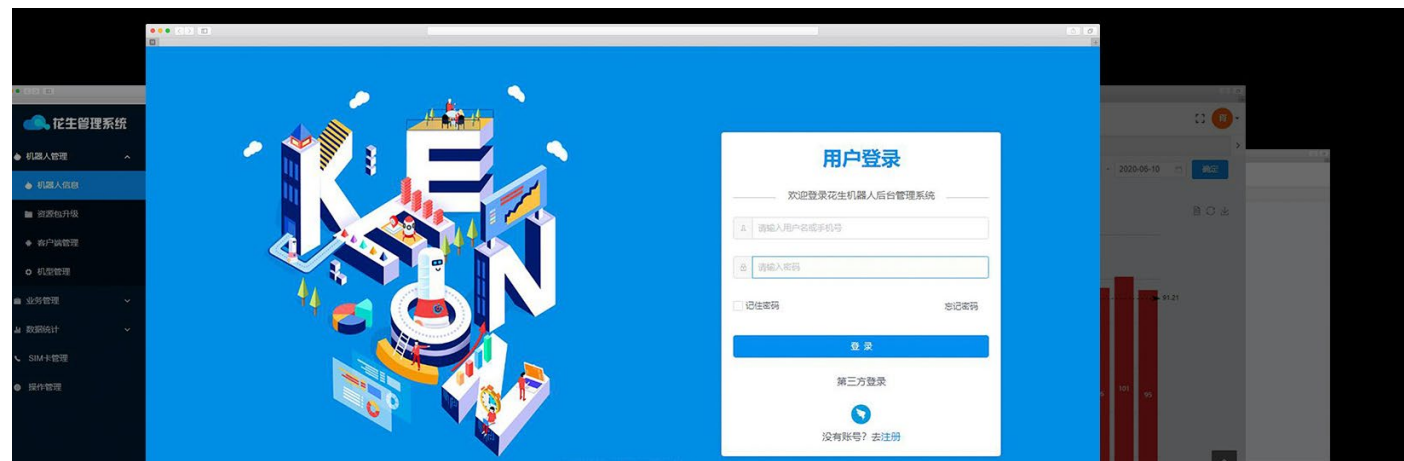 花生管理系统
机器人管理
机器人信息
资源包升级
客户端管理
机型管理
业务管理
数据统计
SIM卡管理
操作管理
KEENON
用户登录
欢迎登录花生机器人后台管理系统
请输入用户名或手机号
请输入密码
记住密码
忘记密码
登 录
第三方登录
没有账号？去注册
2020-06-10
确定
91.21
101
95